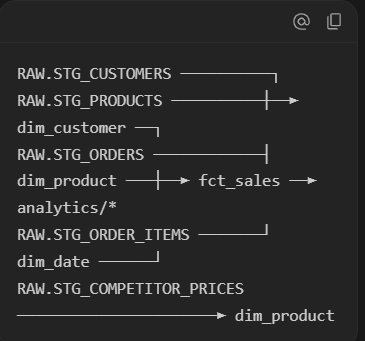 RAW.STG_CUSTOMERS ─────────┐
RAW.STG_PRODUCTS ─────────┼─►
dim_customer ──┐
RAW.STG_ORDERS ───────────┤
dim_product ──┼─► fct_sales ─►
analytics/*
RAW.STG_ORDER_ITEMS ──────┘
dim_date ─────┘
RAW.STG_COMPETITOR_PRICES
────────────────────► dim_product